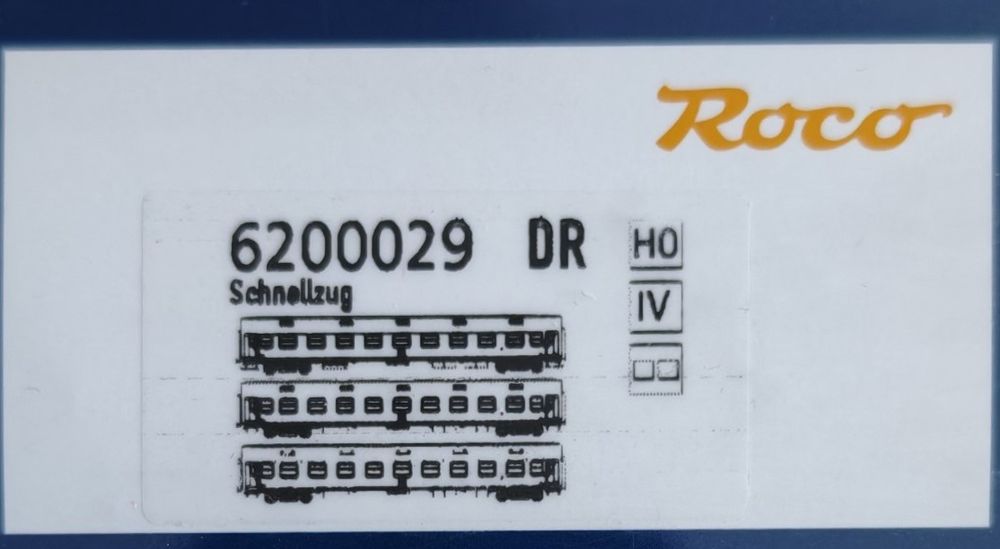 Roco
6200029 DR
H0
Schnellzug
IV